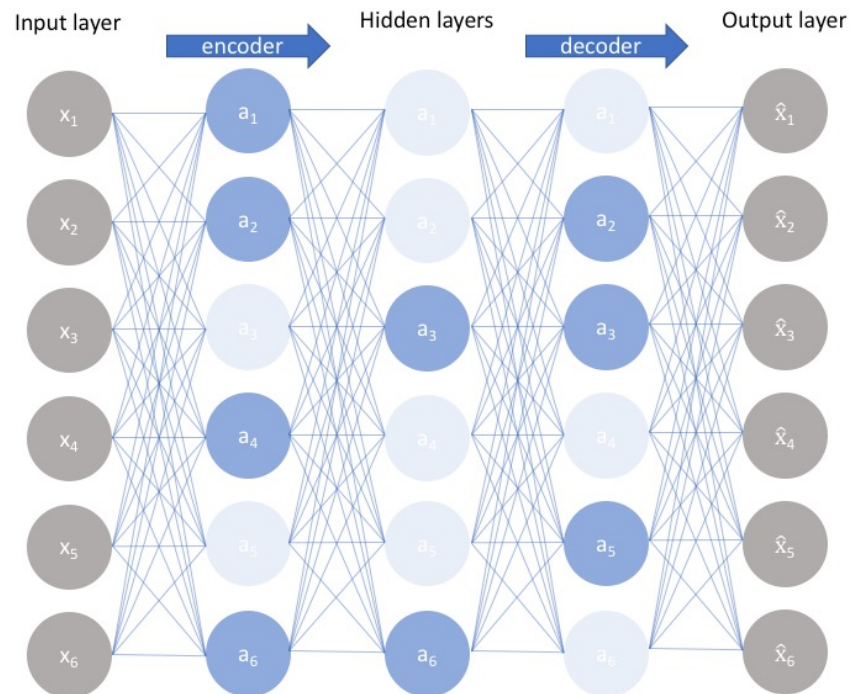 Input layer
Hidden layers
Output layer
encoder
decoder
x₁ a₁ a₁ a₁ x̂₁
x₂ a₂ a₂ a₂ x̂₂
x₃ a₃ a₃ a₃ x̂₃
x₄ a₄ a₄ a₄ x̂₄
x₅ a₅ a₅ a₅ x̂₅
x₆ a₆ a₆ a₆ x̂₆